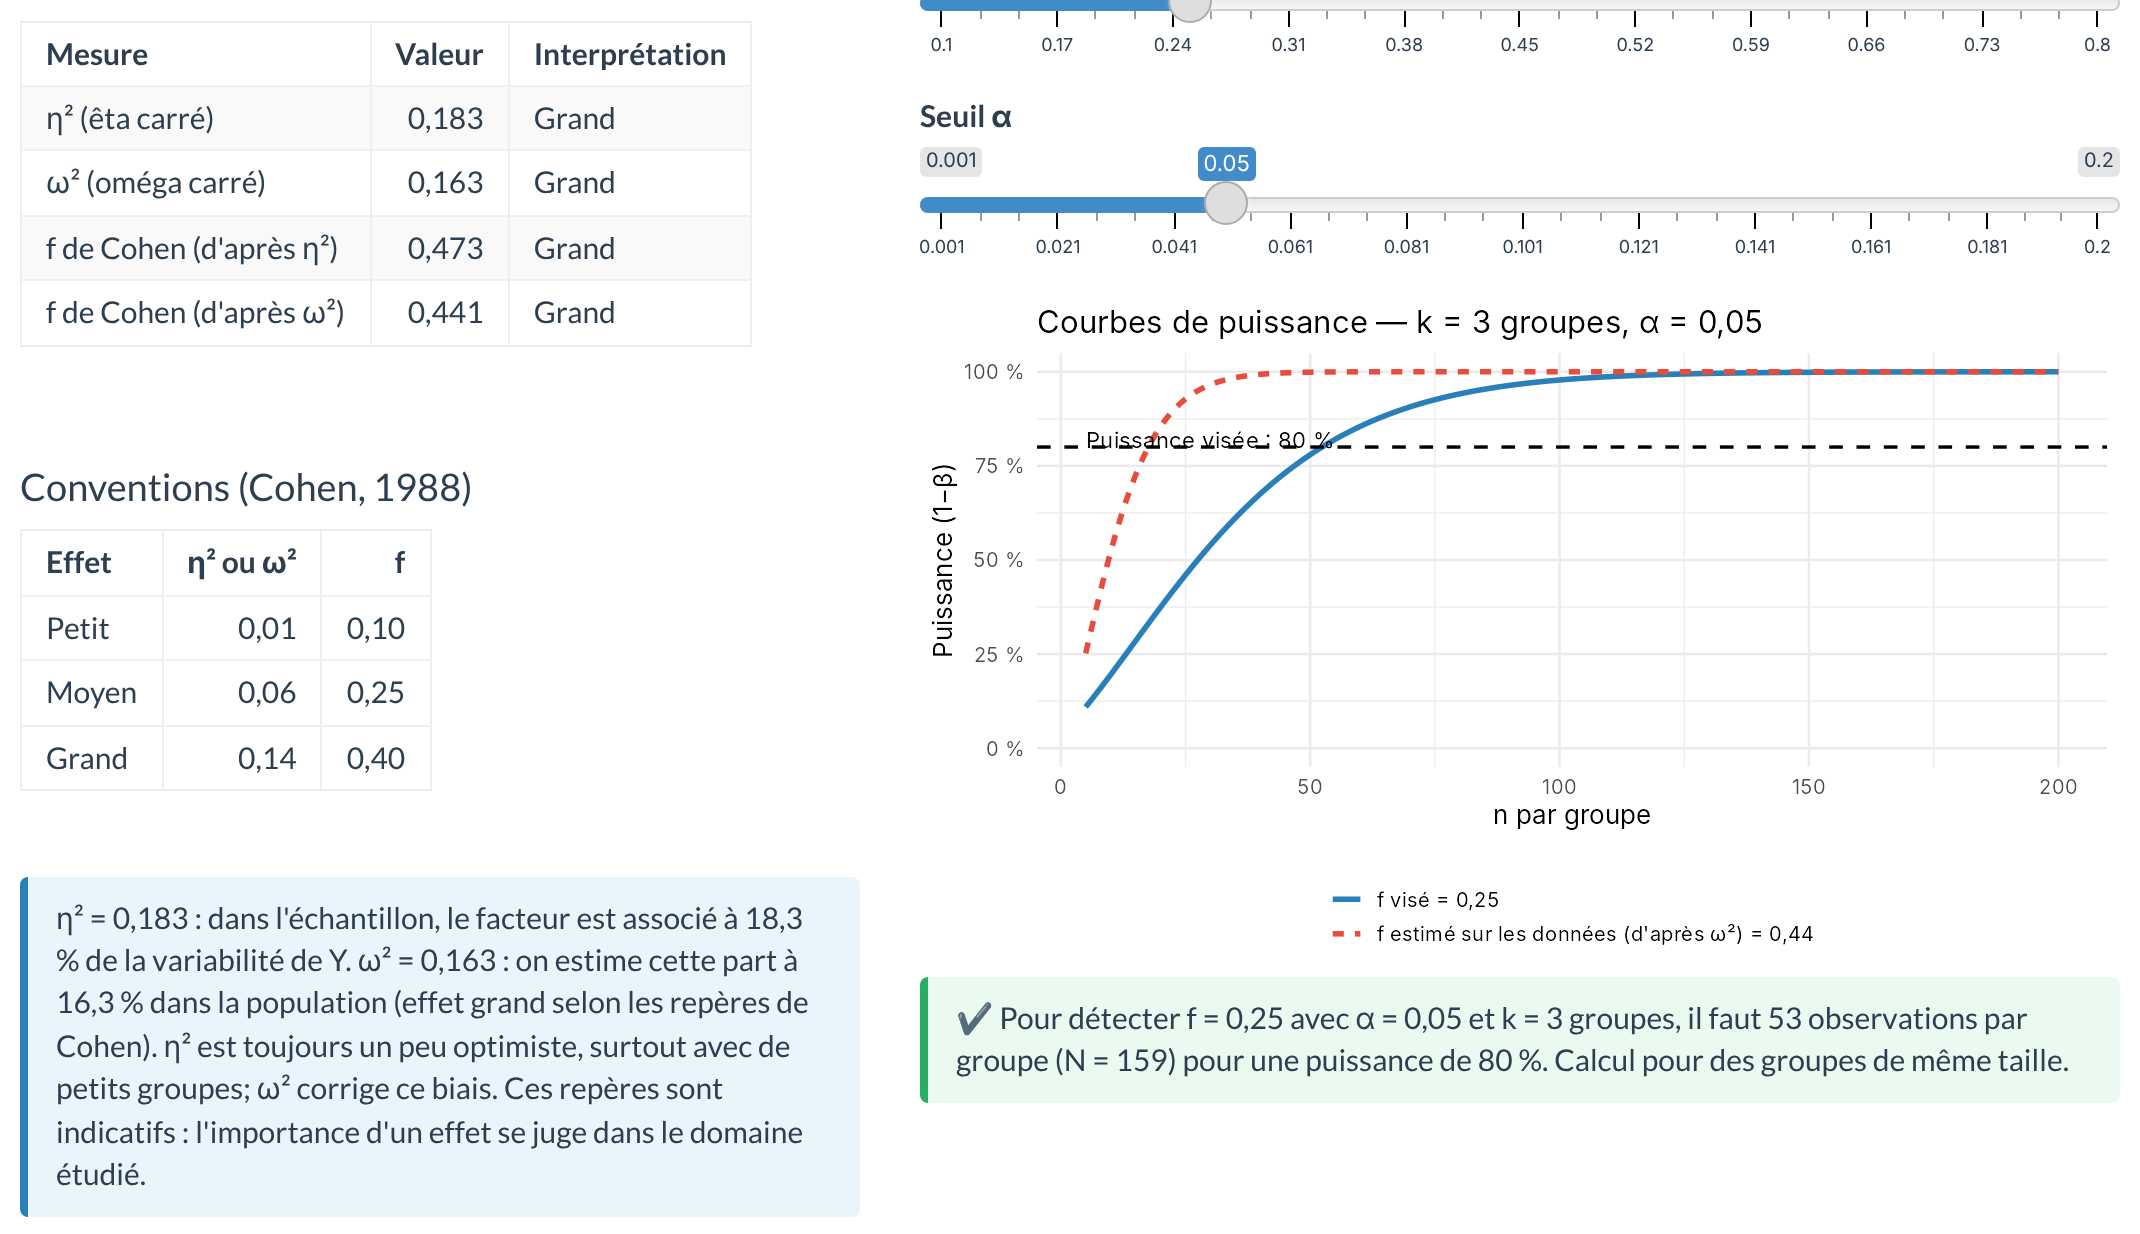 Mesure Valeur Interprétation
η² (êta carré) 0,183 Grand
ω² (oméga carré) 0,163 Grand
f de Cohen (d'après η²) 0,473 Grand
f de Cohen (d'après ω²) 0,441 Grand
Conventions (Cohen, 1988)
Effet η² ou ω² f
Petit 0,01 0,10
Moyen 0,06 0,25
Grand 0,14 0,40
η² = 0,183 : dans l'échantillon, le facteur est associé à 18,3
% de la variabilité de Y. ω² = 0,163 : on estime cette part à
16,3 % dans la population (effet grand selon les repères de
Cohen). η² est toujours un peu optimiste, surtout avec de
petits groupes; ω² corrige ce biais. Ces repères sont
indicatifs : l'importance d'un effet se juge dans le domaine
étudié.
0.1 0.17 0.24 0.31 0.38 0.45 0.52 0.59 0.66 0.73 0.8
Seuil α
0.001 0.05 0.2
0.001 0.021 0.041 0.061 0.081 0.101 0.121 0.141 0.161 0.181 0.2
Courbes de puissance — k = 3 groupes, α = 0,05
Puissance (1−β)
100 %
Puissance visée : 80 %
75 %
50 %
25 %
0 %
0 50 100 150 200
n par groupe
f visé = 0,25
f estimé sur les données (d'après ω²) = 0,44
✔ Pour détecter f = 0,25 avec α = 0,05 et k = 3 groupes, il faut 53 observations par
groupe (N = 159) pour une puissance de 80 %. Calcul pour des groupes de même taille.